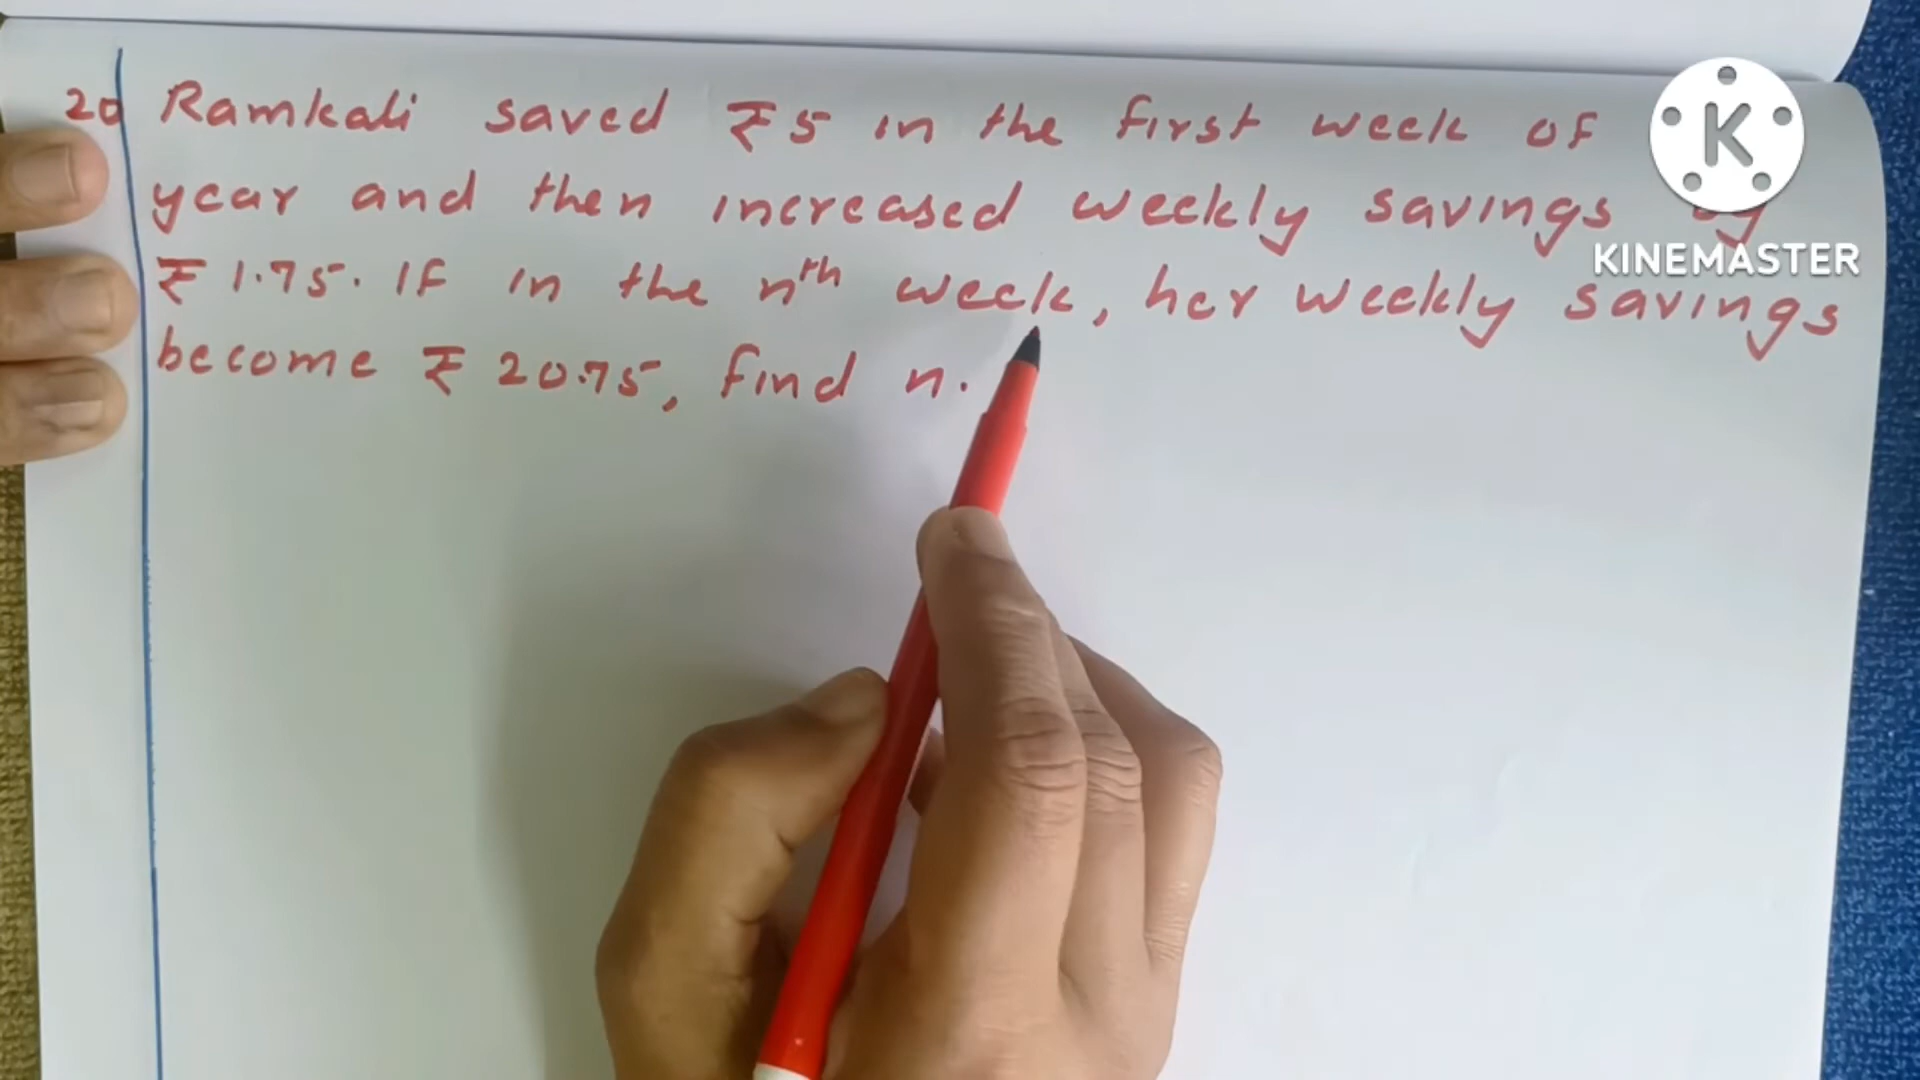 20 Ramkali saved ₹5 in the first week of
year and then increased weekly savings by
₹ 1.75. If in the nth week, her weekly savings
become ₹ 20.75, find n.
K
KINEMASTER